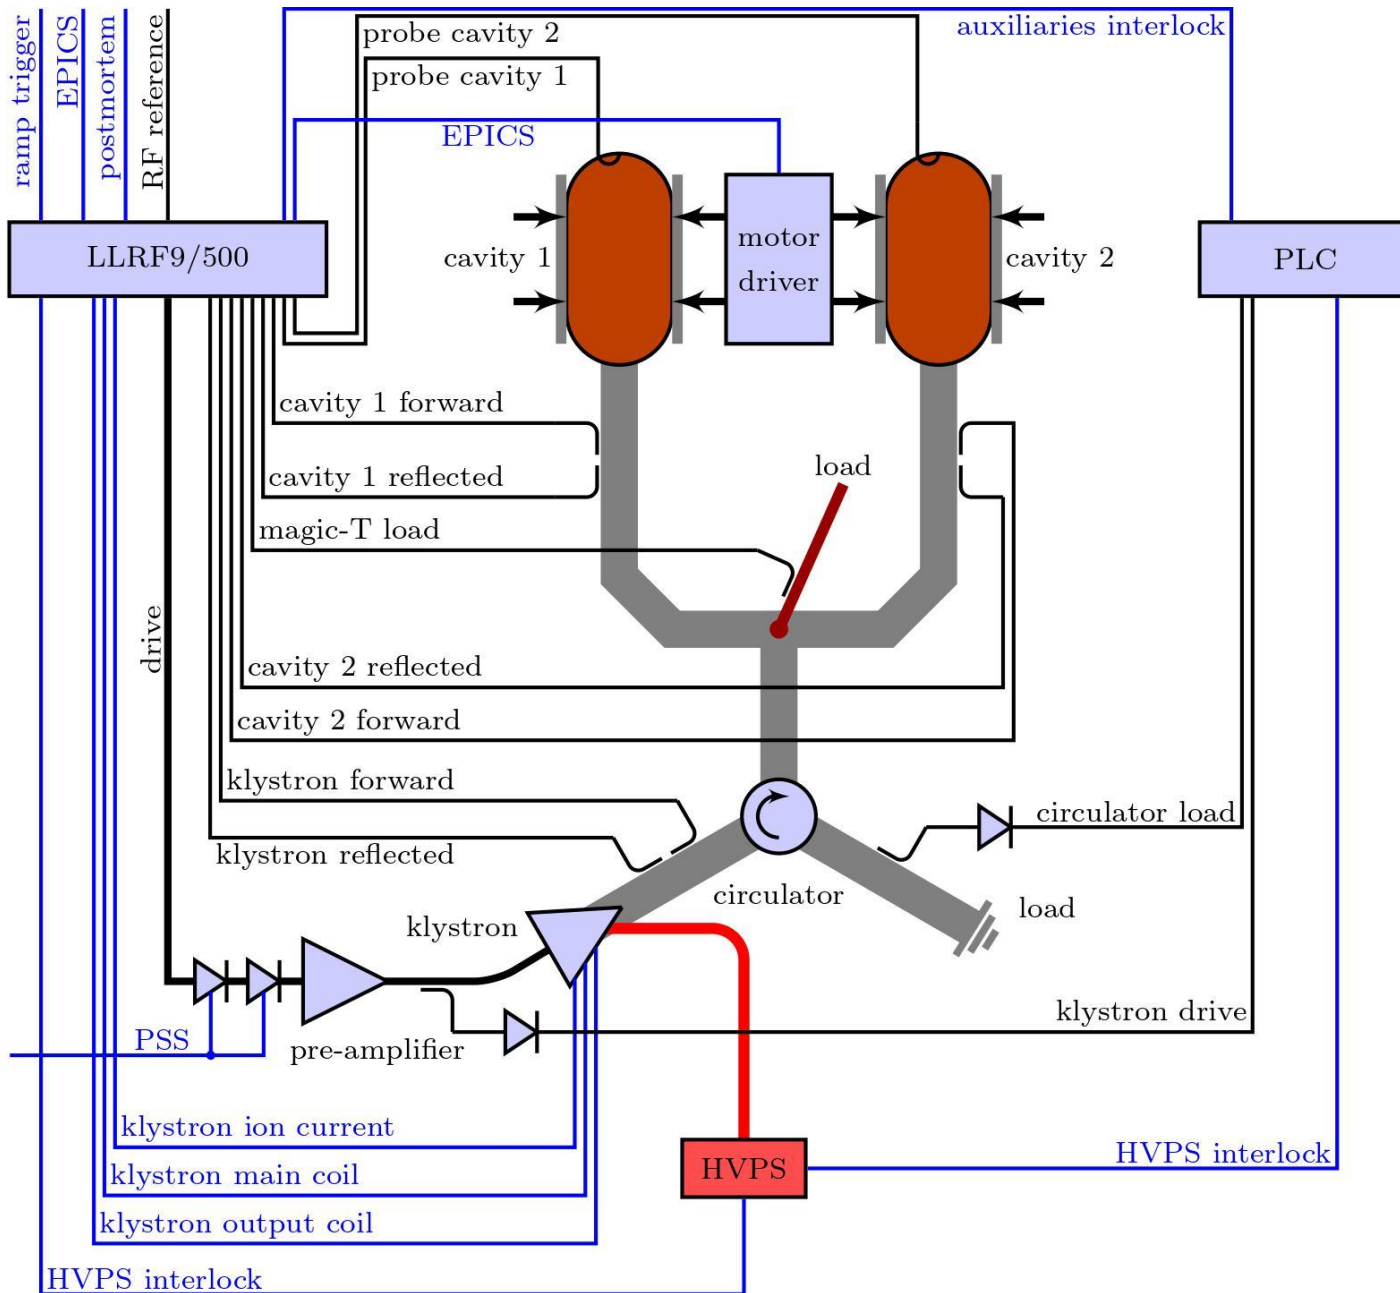 ramp trigger
EPICS
postmortem
RF reference
probe cavity 2
probe cavity 1
auxiliaries interlock
EPICS
LLRF9/500
cavity 1
motor
driver
cavity 2
PLC
cavity 1 forward
cavity 1 reflected
load
magic-T load
drive
cavity 2 reflected
cavity 2 forward
klystron forward
klystron reflected
circulator load
circulator
load
klystron
klystron drive
PSS
pre-amplifier
klystron ion current
klystron main coil
klystron output coil
HVPS
HVPS interlock
HVPS interlock